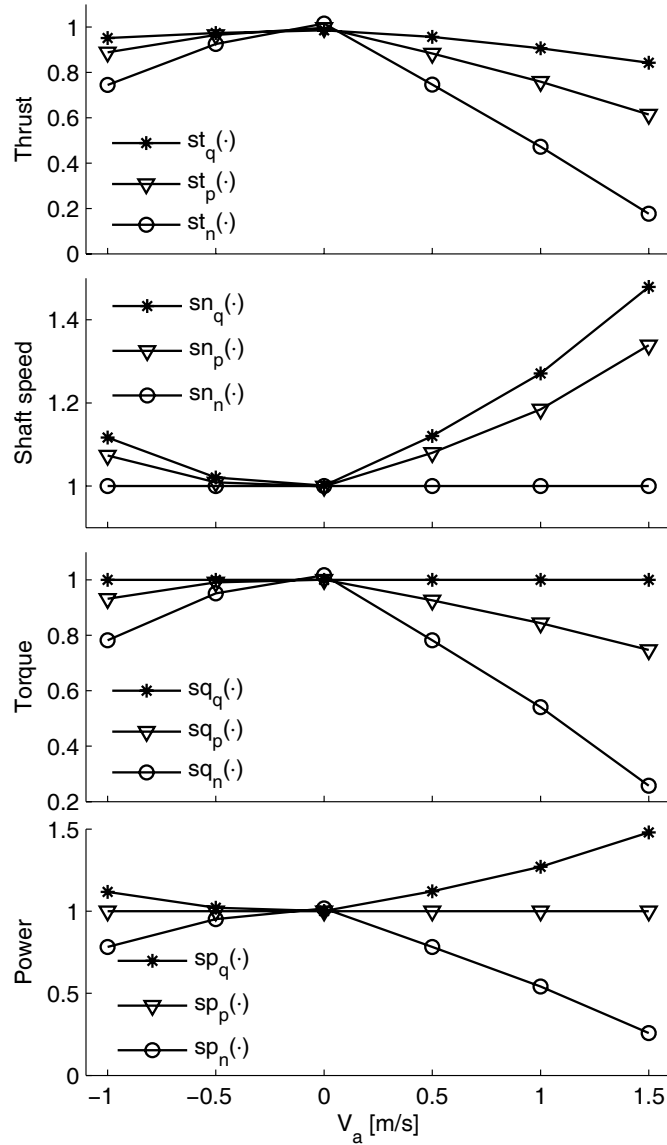 1
0.8
0.6
0.4
0.2
0
Thrust
st_q(·)
st_p(·)
st_n(·)
1.4
1.2
1
Shaft speed
sn_q(·)
sn_p(·)
sn_n(·)
1
0.8
0.6
0.4
0.2
Torque
sq_q(·)
sq_p(·)
sq_n(·)
1.5
1
0.5
0
Power
sp_q(·)
sp_p(·)
sp_n(·)
−1 −0.5 0 0.5 1 1.5
V_a [m/s]